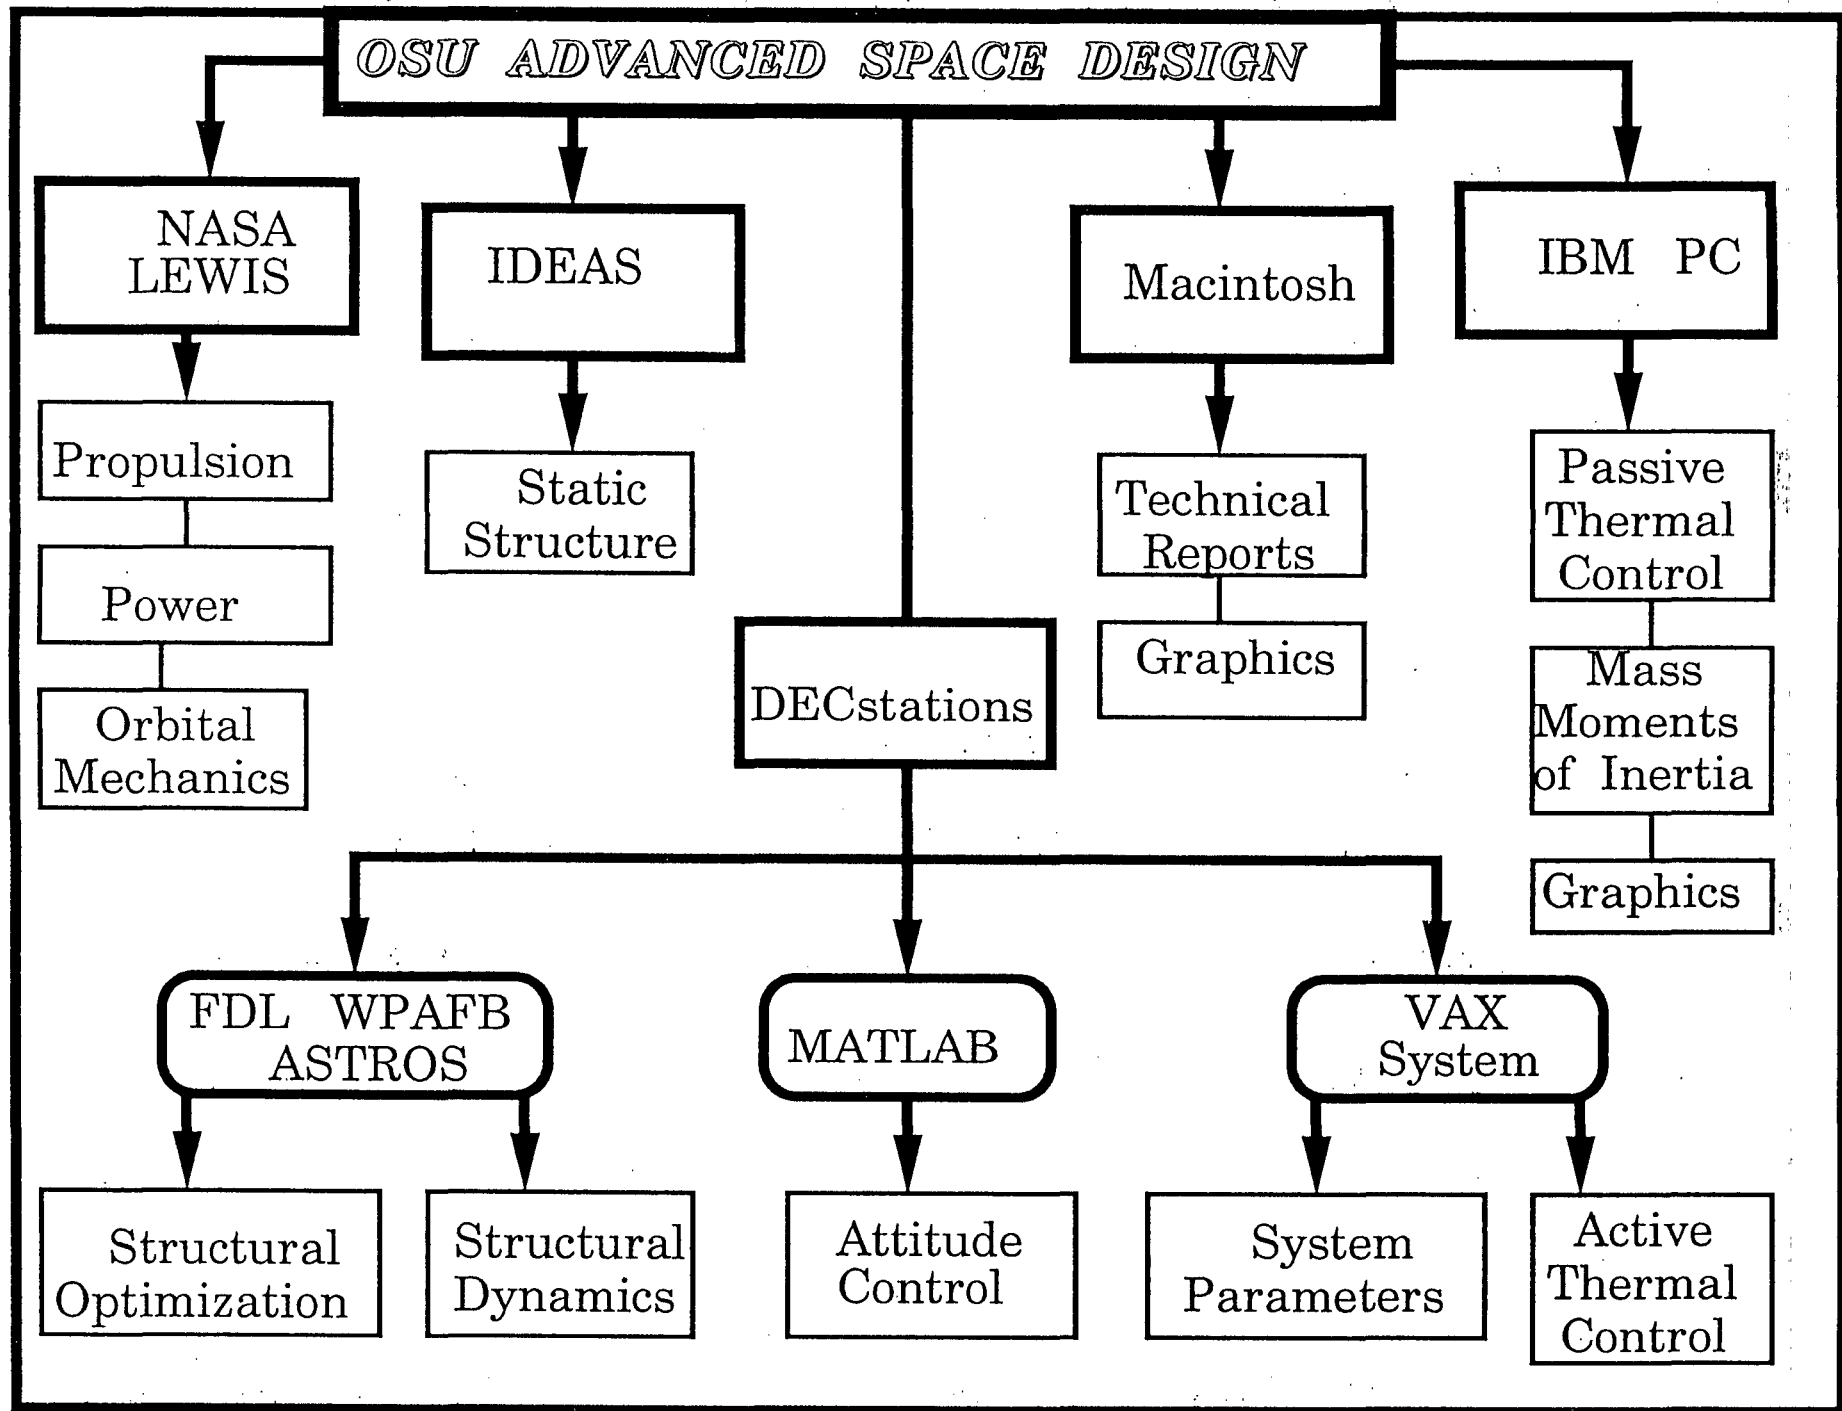 OSU ADVANCED SPACE DESIGN
NASA
LEWIS
IDEAS
Macintosh
IBM PC
Propulsion
Power
Orbital
Mechanics
Static
Structure
DECstations
Technical
Reports
Graphics
Passive
Thermal
Control
Mass
Moments
of Inertia
Graphics
FDL WPAFB
ASTROS
MATLAB
VAX
System
Structural
Optimization
Structural
Dynamics
Attitude
Control
System
Parameters
Active
Thermal
Control